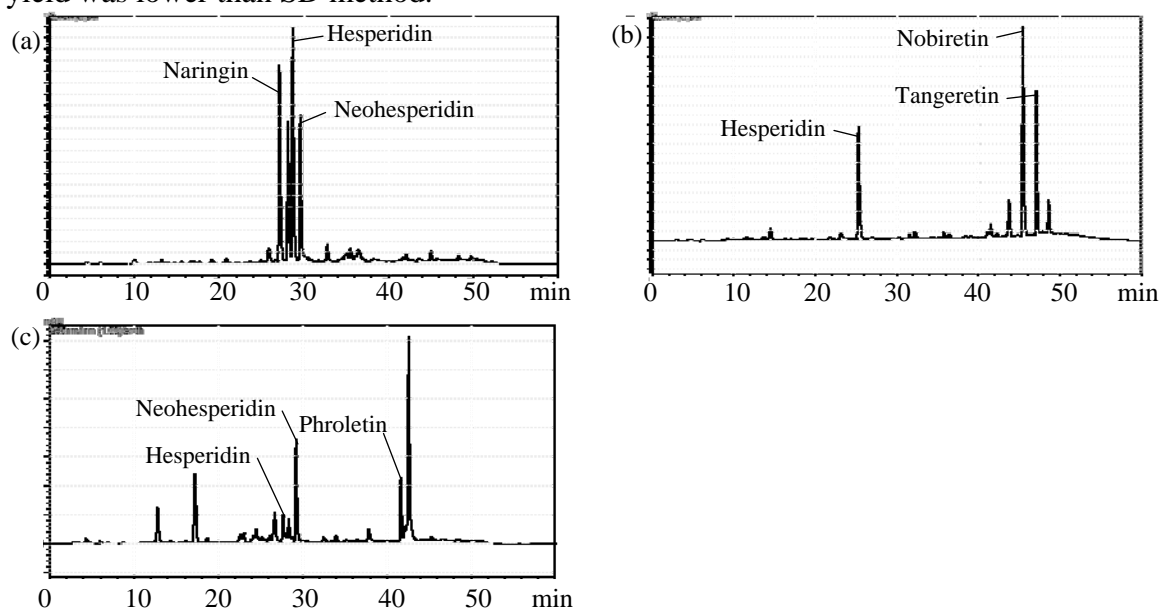 yield was lower than SD method.
(a)
Hesperidin
Naringin
Neohesperidin
0 10 20 30 40 50 min
(b)
Nobiretin
Tangeretin
Hesperidin
0 10 20 30 40 50 min
(c)
Neohesperidin
Phroletin
Hesperidin
0 10 20 30 40 50 min